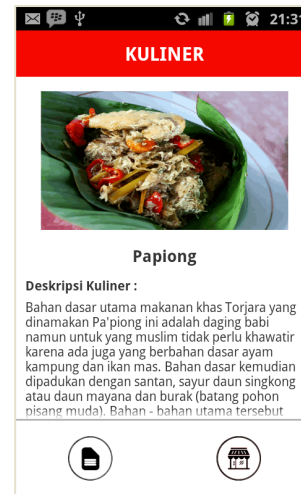 21:31
KULINER
Papiong
Deskripsi Kuliner :
Bahan dasar utama makanan khas Torjara yang
dinamakan Pa'piong ini adalah daging babi
namun untuk yang muslim tidak perlu khawatir
karena ada juga yang berbahan dasar ayam
kampung dan ikan mas. Bahan dasar kemudian
dipadukan dengan santan, sayur daun singkong
atau daun mayana dan burak (batang pohon
pisang muda). Bahan - bahan utama tersebut